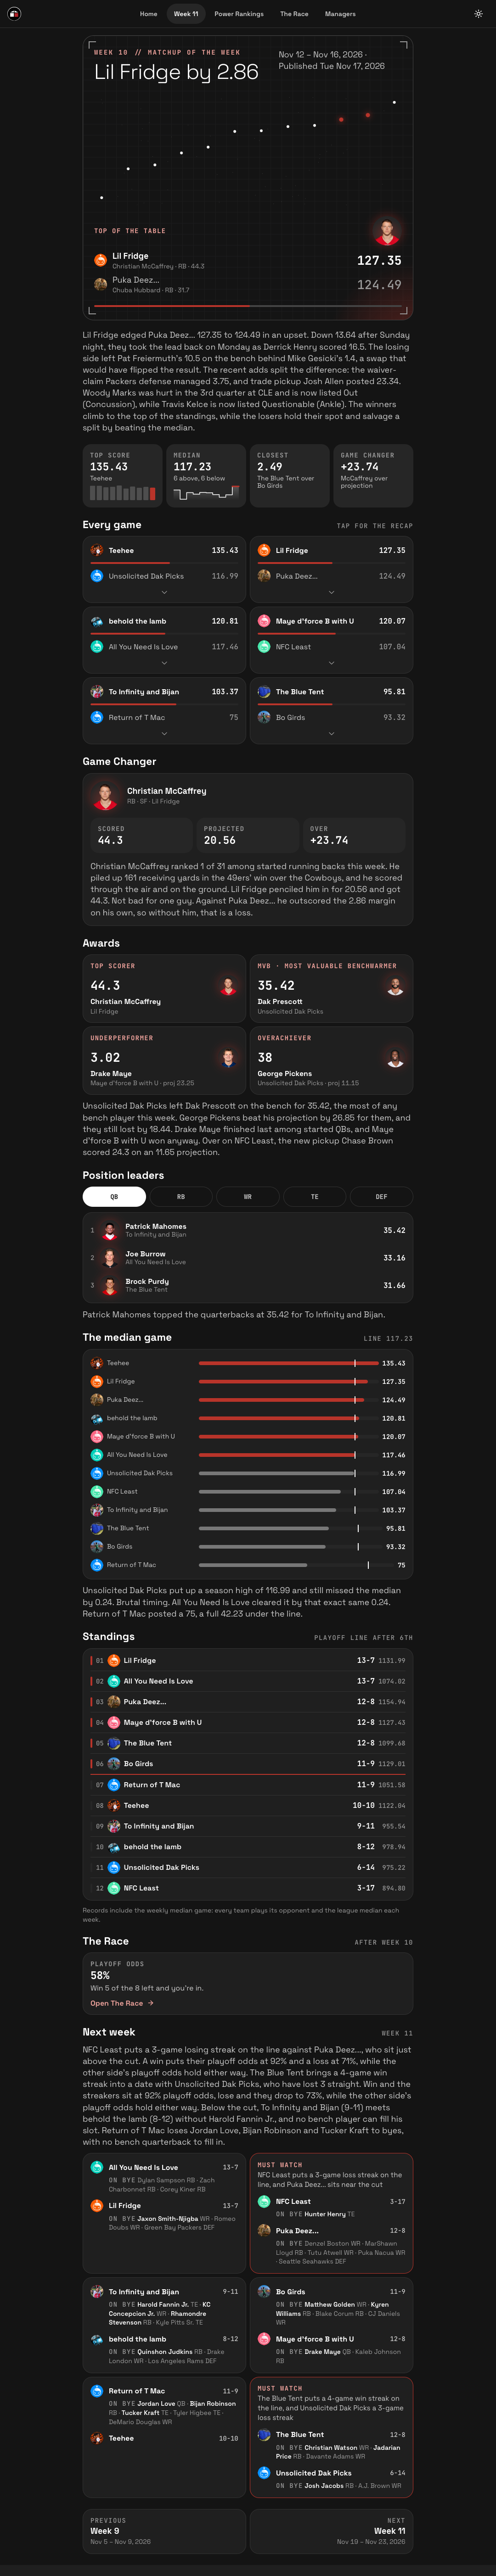 Home
Week 11
Power Rankings
The Race
Managers
WEEK 10 // MATCHUP OF THE WEEK
Lil Fridge by 2.86
Nov 12 – Nov 16, 2026 ·
Published Tue Nov 17, 2026
TOP OF THE TABLE
Lil Fridge
Christian McCaffrey · RB · 44.3
127.35
Puka Deez...
Chuba Hubbard · RB · 31.7
124.49
Lil Fridge edged Puka Deez... 127.35 to 124.49 in an upset. Down 13.64 after Sunday
night, they took the lead on Monday as Derrick Henry scored 16.5. The losing
side left Pat Freiermuth's 10.5 on the bench behind Mike Gesicki's 1.4, a swap that
would have flipped the result. The recent adds split the difference: the waiver-
claim Packers defense managed 3.75, and trade pickup Josh Allen posted 23.34.
Woody Marks was hurt in the 3rd quarter at CLE and is now listed Out
(Concussion), while Travis Kelce is now listed Questionable (Ankle). The winners
climb to the top of the standings, while the losers hold their spot and salvage a
split by beating the median.
TOP SCORE
135.43
Teehee
MEDIAN
117.23
6 above, 6 below
CLOSEST
2.49
The Blue Tent over
Bo Girds
GAME CHANGER
+23.74
McCaffrey over
projection
Every game
TAP FOR THE RECAP
Teehee 135.43
Unsolicited Dak Picks 116.99
Lil Fridge 127.35
Puka Deez... 124.49
behold the lamb 120.81
All You Need Is Love 117.46
Maye d'force B with U 120.07
NFC Least 107.04
To Infinity and Bijan 103.37
Return of T Mac 75
The Blue Tent 95.81
Bo Girds 93.32
Game Changer
Christian McCaffrey
RB · SF · Lil Fridge
SCORED
44.3
PROJECTED
20.56
OVER
+23.74
Christian McCaffrey ranked 1 of 31 among started running backs this week. He
piled up 161 receiving yards in the 49ers' win over the Cowboys, and he scored
through the air and on the ground. Lil Fridge penciled him in for 20.56 and got
44.3. Not bad for one guy. Against Puka Deez... he outscored the 2.86 margin
on his own, so without him, that is a loss.
Awards
TOP SCORER
44.3
Christian McCaffrey
Lil Fridge
MVB · MOST VALUABLE BENCHWARMER
35.42
Dak Prescott
Unsolicited Dak Picks
UNDERPERFORMER
3.02
Drake Maye
Maye d'force B with U · proj 23.25
OVERACHIEVER
38
George Pickens
Unsolicited Dak Picks · proj 11.15
Unsolicited Dak Picks left Dak Prescott on the bench for 35.42, the most of any
bench player this week. George Pickens beat his projection by 26.85 for them, and
they still lost by 18.44. Drake Maye finished last among started QBs, and Maye
d'force B with U won anyway. Over on NFC Least, the new pickup Chase Brown
scored 24.3 on an 11.65 projection.
Position leaders
QB
RB
WR
TE
DEF
1 Patrick Mahomes 35.42
To Infinity and Bijan
2 Joe Burrow 33.16
All You Need Is Love
3 Brock Purdy 31.66
The Blue Tent
Patrick Mahomes topped the quarterbacks at 35.42 for To Infinity and Bijan.
The median game
LINE 117.23
Teehee 135.43
Lil Fridge 127.35
Puka Deez... 124.49
behold the lamb 120.81
Maye d'force B with U 120.07
All You Need Is Love 117.46
Unsolicited Dak Picks 116.99
NFC Least 107.04
To Infinity and Bijan 103.37
The Blue Tent 95.81
Bo Girds 93.32
Return of T Mac 75
Unsolicited Dak Picks put up a season high of 116.99 and still missed the median
by 0.24. Brutal timing. All You Need Is Love cleared it by that exact same 0.24.
Return of T Mac posted a 75, a full 42.23 under the line.
Standings
PLAYOFF LINE AFTER 6TH
01 Lil Fridge 13-7 1131.99
02 All You Need Is Love 13-7 1074.02
03 Puka Deez... 12-8 1154.94
04 Maye d'force B with U 12-8 1127.43
05 The Blue Tent 12-8 1099.68
06 Bo Girds 11-9 1129.01
07 Return of T Mac 11-9 1051.58
08 Teehee 10-10 1122.04
09 To Infinity and Bijan 9-11 955.54
10 behold the lamb 8-12 978.94
11 Unsolicited Dak Picks 6-14 975.22
12 NFC Least 3-17 894.80
Records include the weekly median game: every team plays its opponent and the league median each
week.
The Race
AFTER WEEK 10
PLAYOFF ODDS
58%
Win 5 of the 8 left and you're in.
Open The Race →
Next week
WEEK 11
NFC Least puts a 3-game losing streak on the line against Puka Deez..., who sit just
above the cut. A win puts their playoff odds at 92% and a loss at 71%, while the
other side's playoff odds hold either way. The Blue Tent brings a 4-game win
streak into a date with Unsolicited Dak Picks, who have lost 3 straight. Win and the
streakers sit at 92% playoff odds, lose and they drop to 73%, while the other side's
playoff odds hold either way. Below the cut, To Infinity and Bijan (9-11) meets
behold the lamb (8-12) without Harold Fannin Jr., and no bench player can fill his
slot. Return of T Mac loses Jordan Love, Bijan Robinson and Tucker Kraft to byes,
with no bench quarterback to fill in.
All You Need Is Love 13-7
ON BYE Dylan Sampson RB · Zach
Charbonnet RB · Corey Kiner RB
Lil Fridge 13-7
ON BYE Jaxon Smith-Njigba WR · Romeo
Doubs WR · Green Bay Packers DEF
MUST WATCH
NFC Least puts a 3-game loss streak on the
line, and Puka Deez... sits near the cut
NFC Least 3-17
ON BYE Hunter Henry TE
Puka Deez... 12-8
ON BYE Denzel Boston WR · MarShawn
Lloyd RB · Tutu Atwell WR · Puka Nacua WR
· Seattle Seahawks DEF
To Infinity and Bijan 9-11
ON BYE Harold Fannin Jr. TE · KC
Concepcion Jr. WR · Rhamondre
Stevenson RB · Kyle Pitts Sr. TE
behold the lamb 8-12
ON BYE Quinshon Judkins RB · Drake
London WR · Los Angeles Rams DEF
Bo Girds 11-9
ON BYE Matthew Golden WR · Kyren
Williams RB · Blake Corum RB · CJ Daniels
WR
Maye d'force B with U 12-8
ON BYE Drake Maye QB · Kaleb Johnson
RB
Return of T Mac 11-9
ON BYE Jordan Love QB · Bijan Robinson
RB · Tucker Kraft TE · Tyler Higbee TE ·
DeMario Douglas WR
Teehee 10-10
MUST WATCH
The Blue Tent puts a 4-game win streak on
the line, and Unsolicited Dak Picks a 3-game
loss streak
The Blue Tent 12-8
ON BYE Christian Watson WR · Jadarian
Price RB · Davante Adams WR
Unsolicited Dak Picks 6-14
ON BYE Josh Jacobs RB · A.J. Brown WR
PREVIOUS
Week 9
Nov 5 – Nov 9, 2026
NEXT
Week 11
Nov 19 – Nov 23, 2026